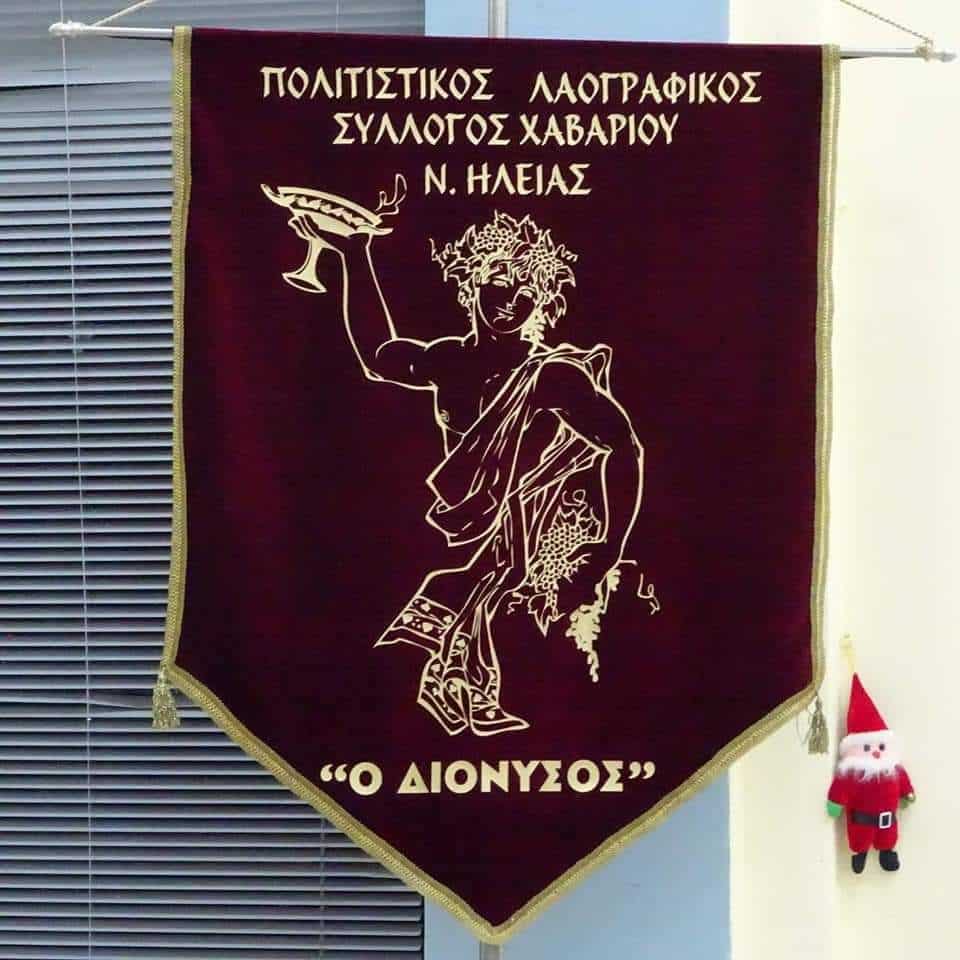 ΠΟΛΙΤΙΣΤΙΚΟΣ ΛΑΟΓΡΑΦΙΚΟΣ
ΣΥΛΛΟΓΟΣ ΧΑΒΑΡΙΟΥ
Ν. ΗΛΕΙΑΣ
“Ο ΔΙΟΝΥΣΟΣ”